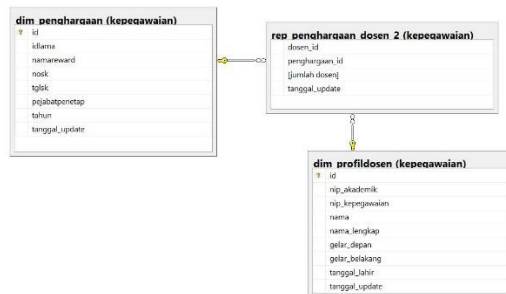 dim_penghargaan (kepegawaian)
id
idlama
namareward
nosk
tglsk
pejabatpenetap
tahun
tanggal_update
rep_penghargaan_dosen_2 (kepegawaian)
dosen_id
penghargaan_id
[jumlah dosen]
tanggal_update
dim_profildosen (kepegawaian)
id
nip_akademik
nip_kepegawaian
nama
nama_lengkap
gelar_depan
gelar_belakang
tanggal_lahir
tanggal_update